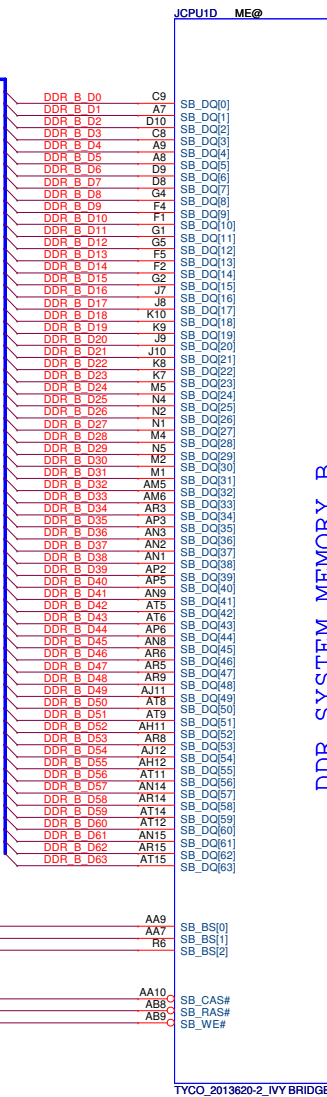 JCPU1D ME@
DDR_B_D0 C9 SB_DQ[0]
DDR_B_D1 A7 SB_DQ[1]
DDR_B_D2 D10 SB_DQ[2]
DDR_B_D3 C8 SB_DQ[3]
DDR_B_D4 A9 SB_DQ[4]
DDR_B_D5 A8 SB_DQ[5]
DDR_B_D6 D9 SB_DQ[6]
DDR_B_D7 D8 SB_DQ[7]
DDR_B_D8 G4 SB_DQ[8]
DDR_B_D9 F4 SB_DQ[9]
DDR_B_D10 F1 SB_DQ[10]
DDR_B_D11 G1 SB_DQ[11]
DDR_B_D12 G5 SB_DQ[12]
DDR_B_D13 F5 SB_DQ[13]
DDR_B_D14 F2 SB_DQ[14]
DDR_B_D15 G2 SB_DQ[15]
DDR_B_D16 J7 SB_DQ[16]
DDR_B_D17 J8 SB_DQ[17]
DDR_B_D18 K10 SB_DQ[18]
DDR_B_D19 K9 SB_DQ[19]
DDR_B_D20 J9 SB_DQ[20]
DDR_B_D21 J10 SB_DQ[21]
DDR_B_D22 K8 SB_DQ[22]
DDR_B_D23 K7 SB_DQ[23]
DDR_B_D24 M5 SB_DQ[24]
DDR_B_D25 N4 SB_DQ[25]
DDR_B_D26 N2 SB_DQ[26]
DDR_B_D27 N1 SB_DQ[27]
DDR_B_D28 M4 SB_DQ[28]
DDR_B_D29 N5 SB_DQ[29]
DDR_B_D30 M2 SB_DQ[30]
DDR_B_D31 M1 SB_DQ[31]
DDR_B_D32 AM5 SB_DQ[32]
DDR_B_D33 AM6 SB_DQ[33]
DDR_B_D34 AR3 SB_DQ[34]
DDR_B_D35 AP3 SB_DQ[35]
DDR_B_D36 AN3 SB_DQ[36]
DDR_B_D37 AN2 SB_DQ[37]
DDR_B_D38 AN1 SB_DQ[38]
DDR_B_D39 AP2 SB_DQ[39]
DDR_B_D40 AP5 SB_DQ[40]
DDR_B_D41 AN9 SB_DQ[41]
DDR_B_D42 AT5 SB_DQ[42]
DDR_B_D43 AT6 SB_DQ[43]
DDR_B_D44 AP6 SB_DQ[44]
DDR_B_D45 AN8 SB_DQ[45]
DDR_B_D46 AR6 SB_DQ[46]
DDR_B_D47 AR5 SB_DQ[47]
DDR_B_D48 AR9 SB_DQ[48]
DDR_B_D49 AJ11 SB_DQ[49]
DDR_B_D50 AT8 SB_DQ[50]
DDR_B_D51 AT9 SB_DQ[51]
DDR_B_D52 AH11 SB_DQ[52]
DDR_B_D53 AR8 SB_DQ[53]
DDR_B_D54 AJ12 SB_DQ[54]
DDR_B_D55 AH12 SB_DQ[55]
DDR_B_D56 AT11 SB_DQ[56]
DDR_B_D57 AN14 SB_DQ[57]
DDR_B_D58 AR14 SB_DQ[58]
DDR_B_D59 AT14 SB_DQ[59]
DDR_B_D60 AT12 SB_DQ[60]
DDR_B_D61 AN15 SB_DQ[61]
DDR_B_D62 AR15 SB_DQ[62]
DDR_B_D63 AT15 SB_DQ[63]
AA9 SB_BS[0]
AA7 SB_BS[1]
R6 SB_BS[2]
AA10 SB_CAS#
AB8 SB_RAS#
AB9 SB_WE#
DDR SYSTEM MEMORY B
TYCO_2013620-2_IVY BRIDGE